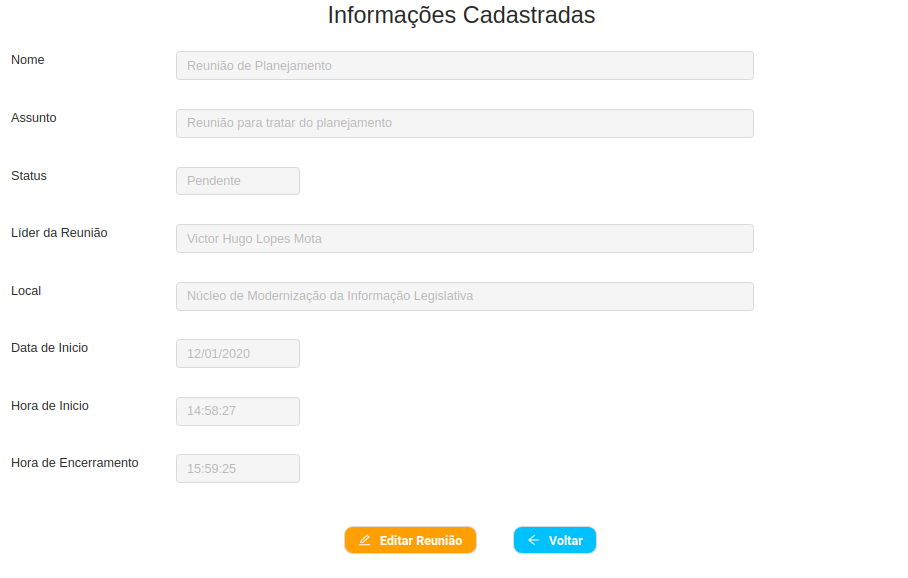 Informações Cadastradas
Nome
Reunião de Planejamento
Assunto
Reunião para tratar do planejamento
Status
Pendente
Líder da Reunião
Victor Hugo Lopes Mota
Local
Núcleo de Modernização da Informação Legislativa
Data de Inicio
12/01/2020
Hora de Inicio
14:58:27
Hora de Encerramento
15:59:25
Editar Reunião
Voltar